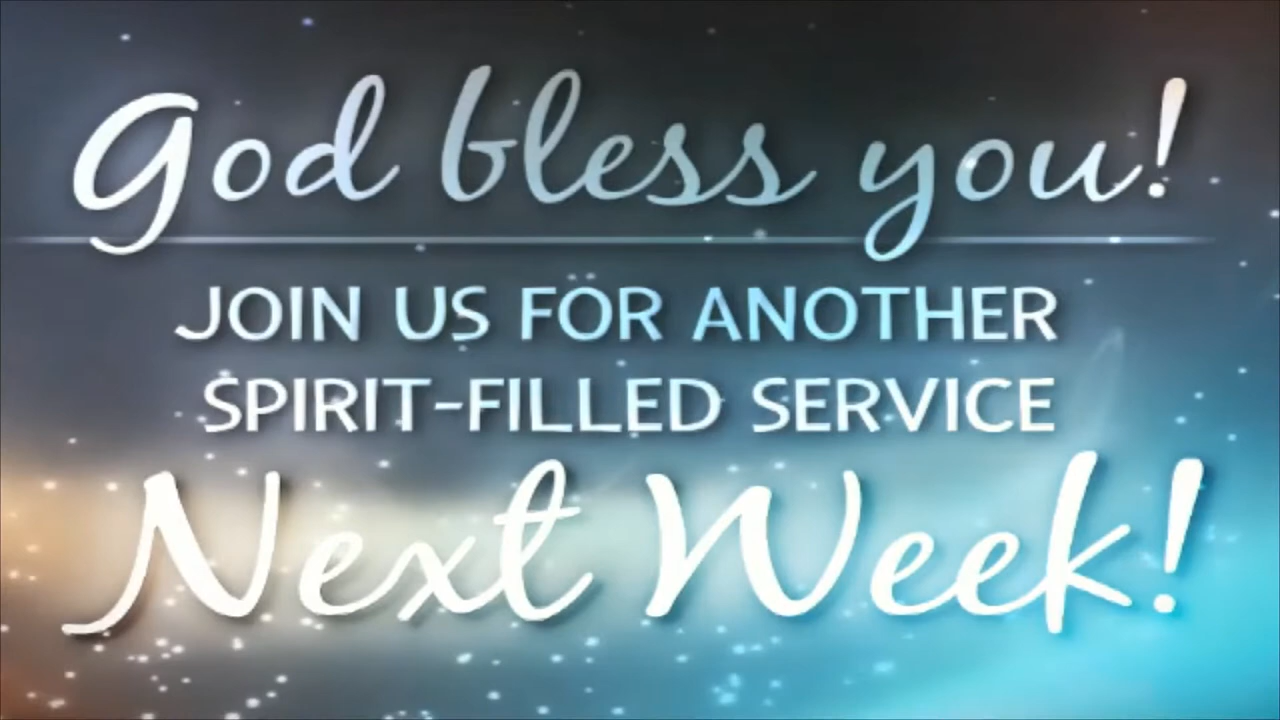 God bless you!
JOIN US FOR ANOTHER
SPIRIT-FILLED SERVICE
Next Week!